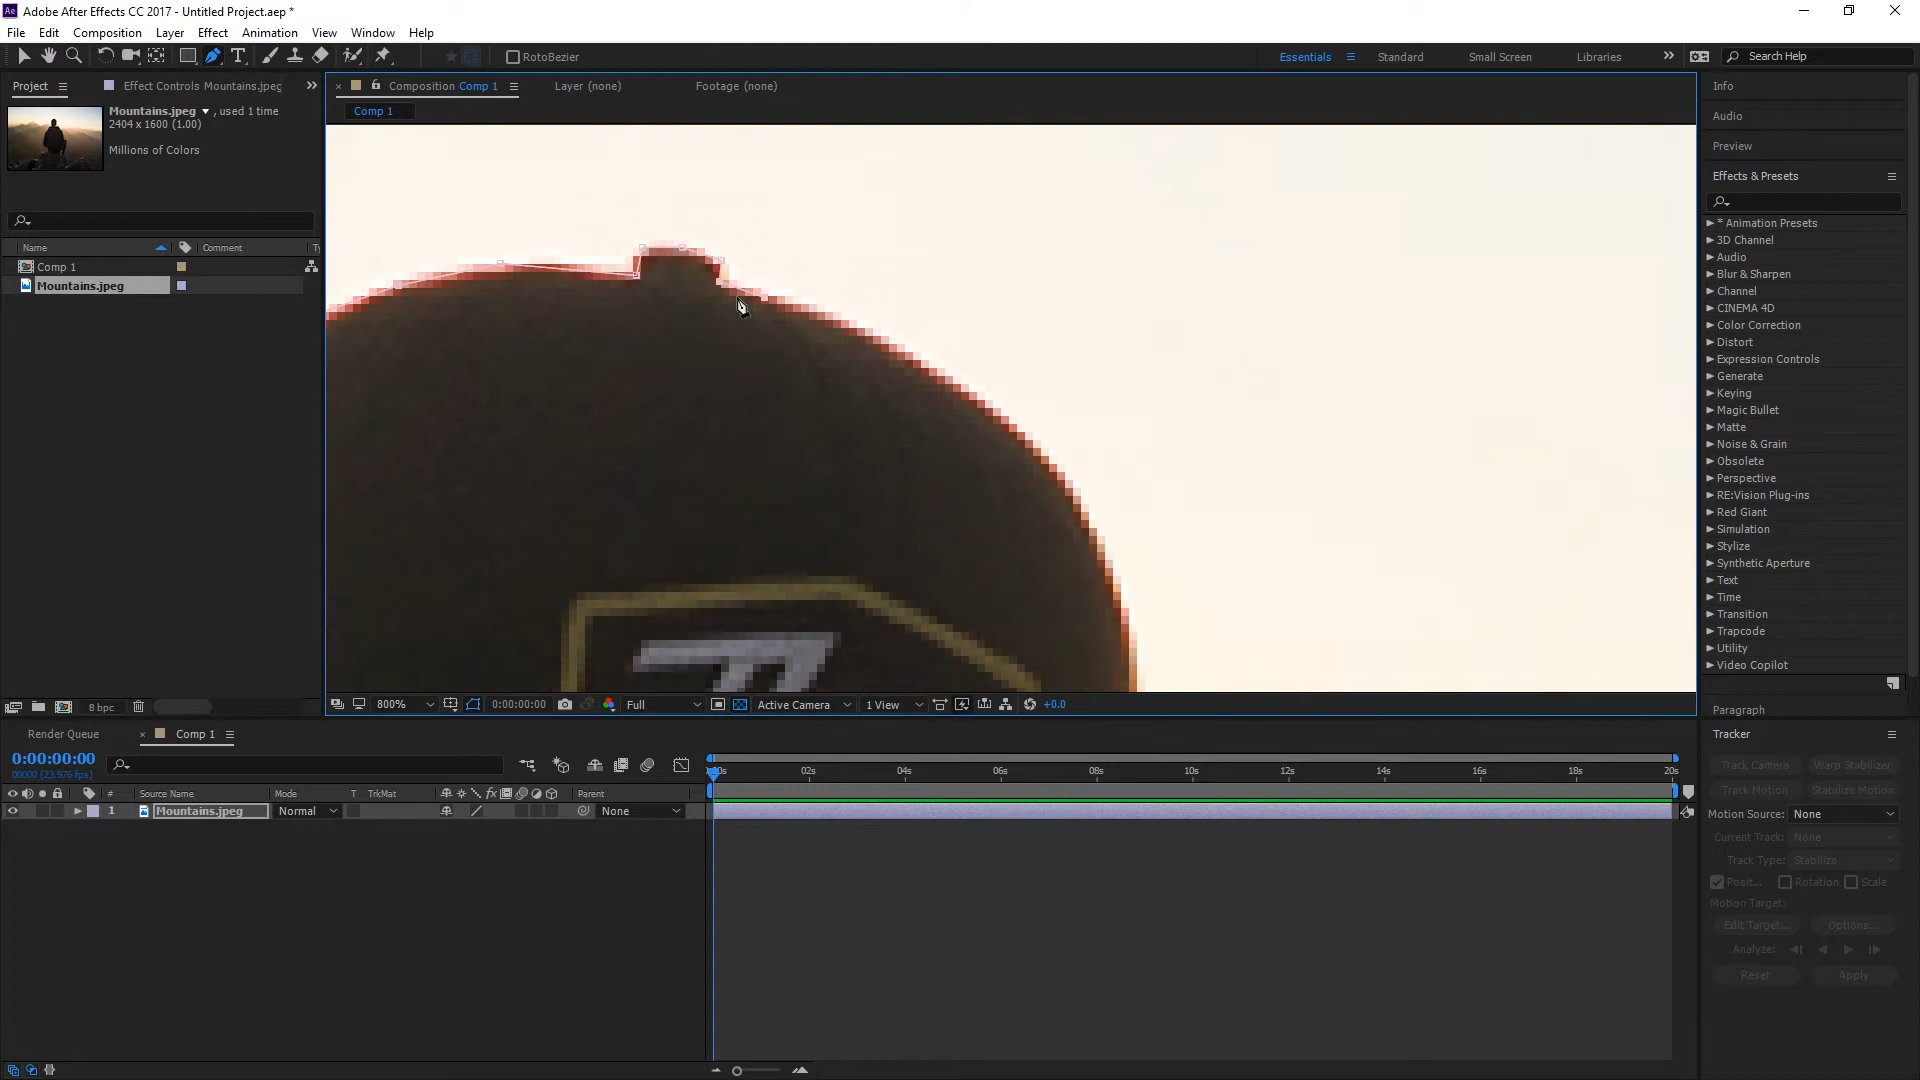 Adobe After Effects CC 2017 - Untitled Project.aep *
File Edit Composition Layer Effect Animation View Window Help
RotoBezier
Essentials Standard Small Screen Libraries
Search Help
Project
Effect Controls Mountains.jpeg
Mountains.jpeg , used 1 time
2404 x 1600 (1.00)
Millions of Colors
Name Comment
Comp 1
Mountains.jpeg
8 bpc
Composition Comp 1
Layer (none)
Footage (none)
Comp 1
77
800%
0:00:00:00
Full
Active Camera
1 View
+0.0
Info
Audio
Preview
Effects & Presets
* Animation Presets
3D Channel
Audio
Blur & Sharpen
Channel
CINEMA 4D
Color Correction
Distort
Expression Controls
Generate
Keying
Magic Bullet
Matte
Noise & Grain
Obsolete
Perspective
RE:Vision Plug-ins
Red Giant
Simulation
Stylize
Synthetic Aperture
Text
Time
Transition
Trapcode
Utility
Video Copilot
Paragraph
Tracker
Track Camera Warp Stabilizer
Track Motion Stabilize Motion
Motion Source: None
Current Track: None
Track Type: Stabilize
Posit... Rotation Scale
Motion Target:
Edit Target... Options...
Analyze:
Reset Apply
Render Queue
Comp 1
0:00:00:00
00000 (23.976 fps)
# Source Name Mode T TrkMat Parent
1 Mountains.jpeg Normal None
02s 04s 06s 08s 10s 12s 14s 16s 18s 20s